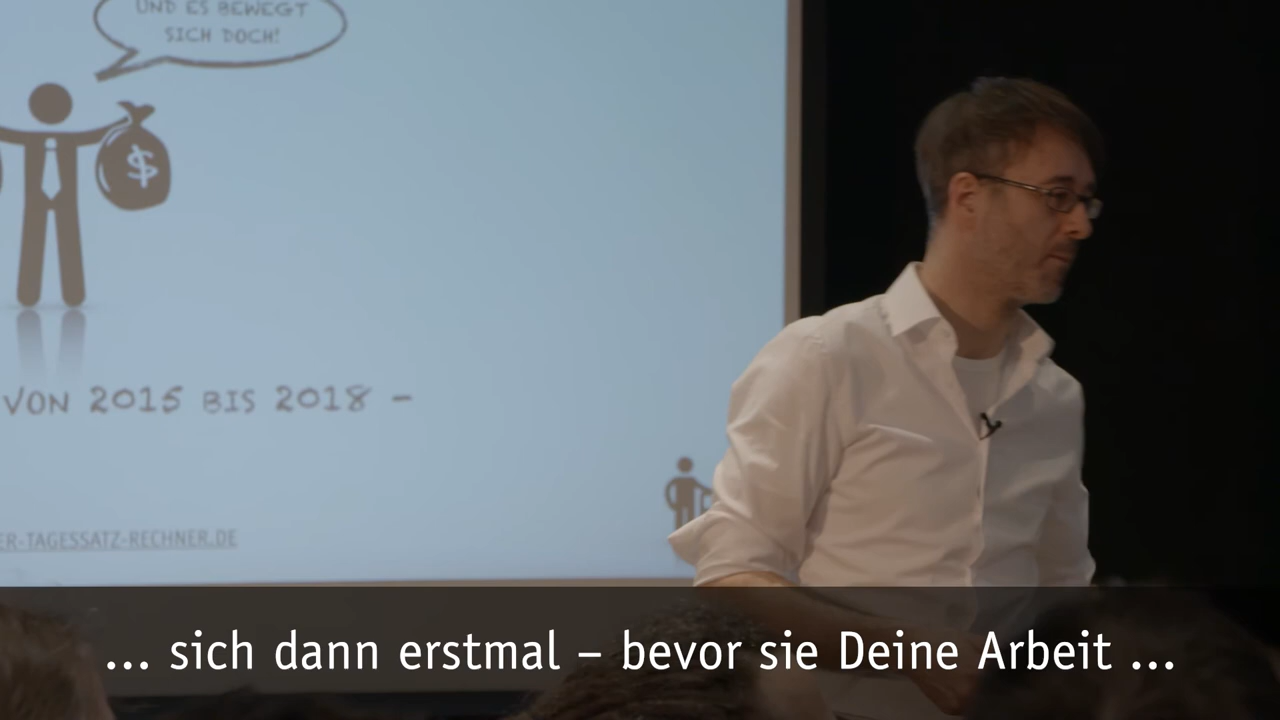 UND ES BEWEGT
SICH DOCH!
$
VON 2015 BIS 2018 -
ER-TAGESSATZ-RECHNER.DE
... sich dann erstmal – bevor sie Deine Arbeit ...